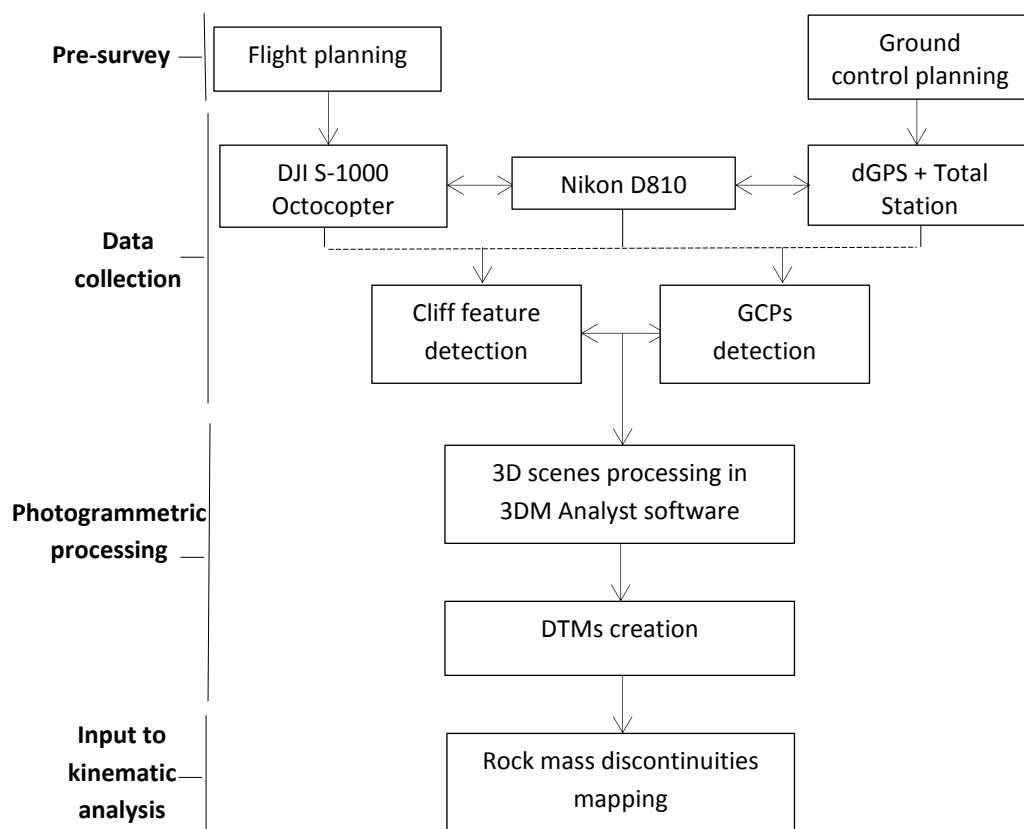 Pre-survey
Flight planning
Ground
control planning
Data
collection
DJI S-1000
Octocopter
Nikon D810
dGPS + Total
Station
Cliff feature
detection
GCPs
detection
Photogrammetric
processing
3D scenes processing in
3DM Analyst software
DTMs creation
Input to
kinematic
analysis
Rock mass discontinuities
mapping